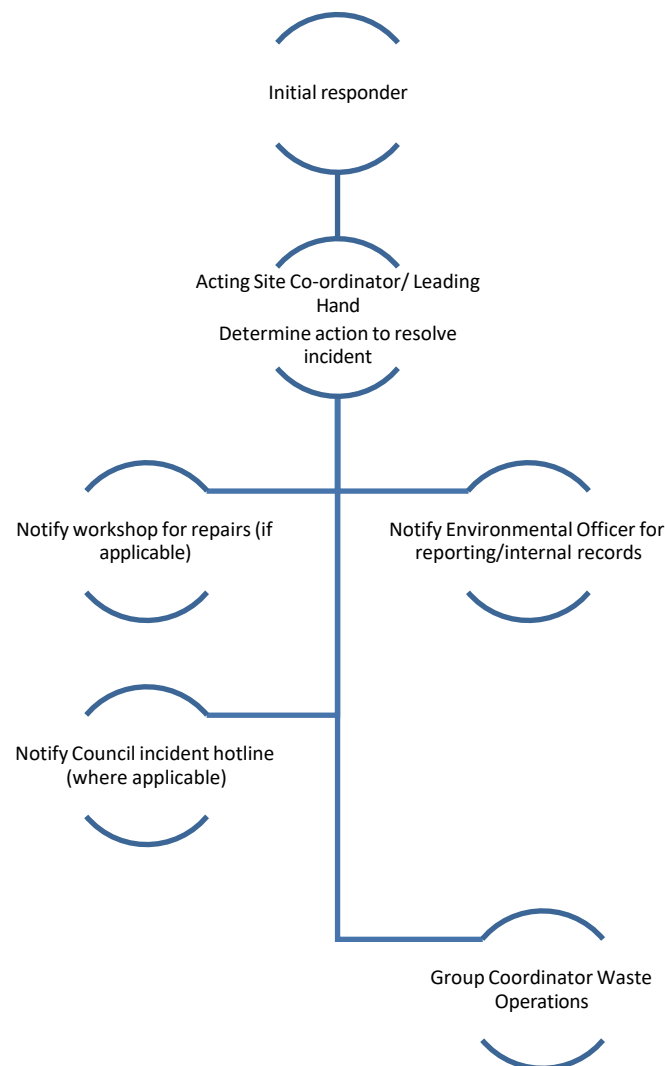 Initial responder
Acting Site Co-ordinator/ Leading
Hand
Determine action to resolve
incident
Notify workshop for repairs (if
applicable)
Notify Environmental Officer for
reporting/internal records
Notify Council incident hotline
(where applicable)
Group Coordinator Waste
Operations